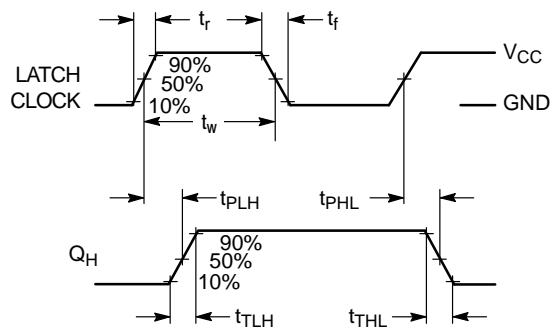 tr
tf
90%
50%
10%
LATCH
CLOCK
VCC
GND
tw
tPLH
tPHL
QH
90%
50%
10%
tTLH
tTHL